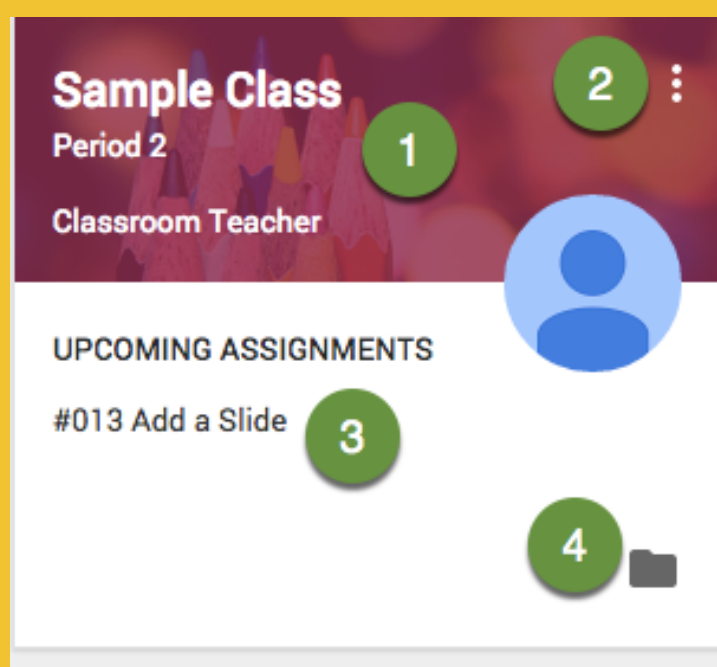 Sample Class
2
Period 2
1
Classroom Teacher
UPCOMING ASSIGNMENTS
#013 Add a Slide
3
4